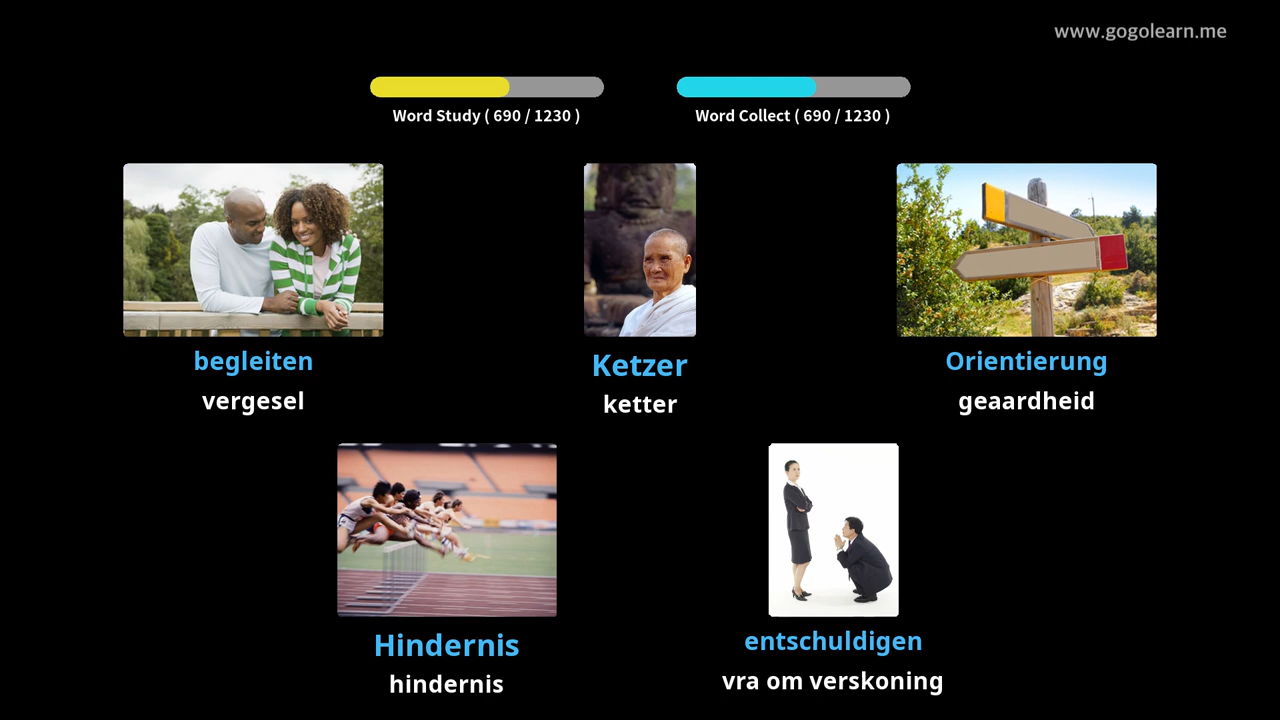 www.gogolearn.me
Word Study ( 690 / 1230 )
Word Collect ( 690 / 1230 )
begleiten
vergesel
Ketzer
ketter
Orientierung
geaardheid
Hindernis
hindernis
entschuldigen
vra om verskoning